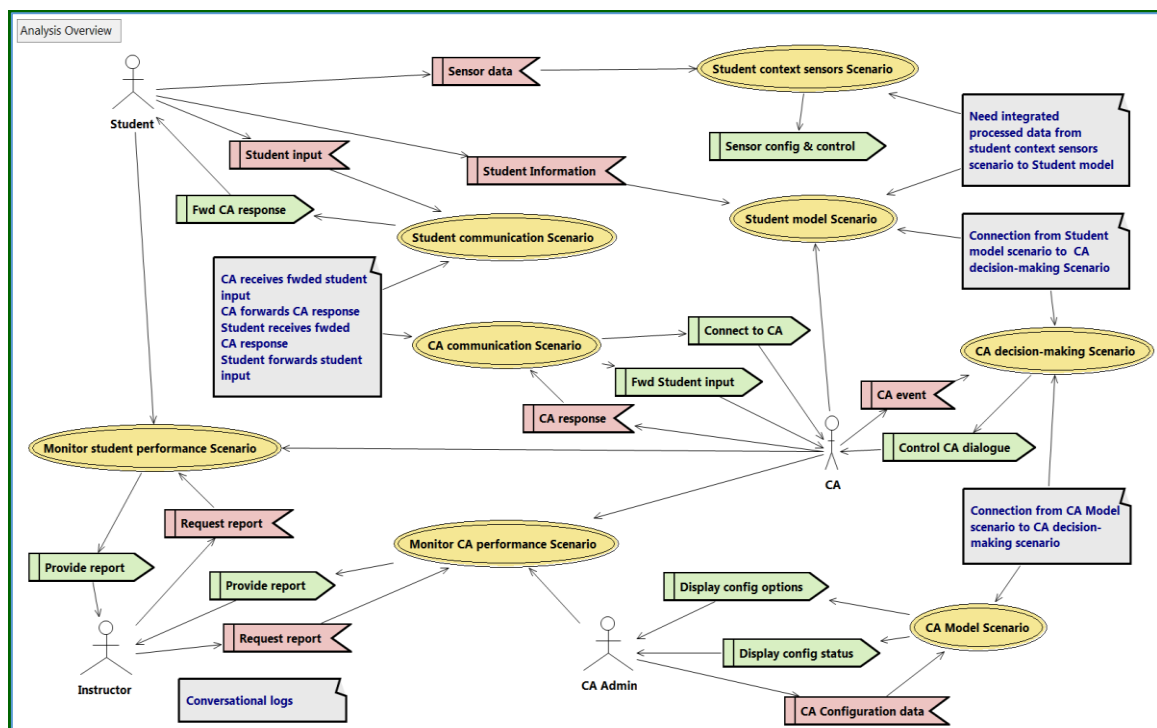 Analysis Overview
Sensor data
Student context sensors Scenario
Student
Need integrated
processed data from
student context sensors
scenario to Student model
Sensor config & control
Student input
Student Information
Fwd CA response
Student communication Scenario
Student model Scenario
Connection from Student
model scenario to CA
decision-making Scenario
CA receives fwded student
input
CA forwards CA response
Student receives fwded
CA response
Student forwards student
input
CA communication Scenario
Connect to CA
CA decision-making Scenario
Fwd Student input
CA event
CA response
Control CA dialogue
Monitor student performance Scenario
CA
Request report
Monitor CA performance Scenario
Connection from CA Model
scenario to CA decision-
making scenario
Provide report
Provide report
Display config options
Request report
CA Model Scenario
Display config status
Instructor
CA Admin
Conversational logs
CA Configuration data